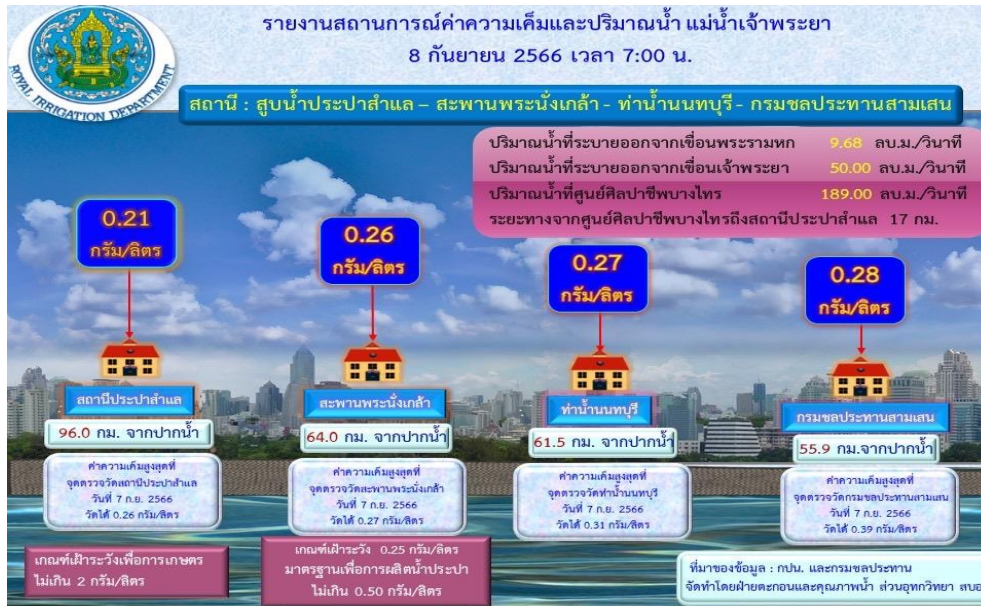 รายงานสถานการณ์ค่าความเค็มและปริมาณน้ำ แม่น้ำเจ้าพระยา
8 กันยายน 2566 เวลา 7:00 น.
ROYAL IRRIGATION DEPARTMENT
สถานี : สูบน้ำประปาสำแล – สะพานพระนั่งเกล้า - ท่าน้ำนนทบุรี - กรมชลประทานสามเสน
ปริมาณน้ำที่ระบายออกจากเขื่อนพระรามหก 9.68 ลบ.ม./วินาที
ปริมาณน้ำที่ระบายออกจากเขื่อนเจ้าพระยา 50.00 ลบ.ม./วินาที
ปริมาณน้ำที่ศูนย์ศิลปาชีพบางไทร 189.00 ลบ.ม./วินาที
ระยะทางจากศูนย์ศิลปาชีพบางไทรถึงสถานีประปาสำแล 17 กม.
0.21
กรัม/ลิตร
สถานีประปาสำแล
96.0 กม. จากปากน้ำ
ค่าความเค็มสูงสุดที่
จุดตรวจวัดสถานีประปาสำแล
วันที่ 7 ก.ย. 2566
วัดได้ 0.26 กรัม/ลิตร
0.26
กรัม/ลิตร
สะพานพระนั่งเกล้า
64.0 กม. จากปากน้ำ
ค่าความเค็มสูงสุดที่
จุดตรวจวัดสะพานพระนั่งเกล้า
วันที่ 7 ก.ย. 2566
วัดได้ 0.27 กรัม/ลิตร
0.27
กรัม/ลิตร
ท่าน้ำนนทบุรี
61.5 กม. จากปากน้ำ
ค่าความเค็มสูงสุดที่
จุดตรวจวัดท่าน้ำนนทบุรี
วันที่ 7 ก.ย. 2566
วัดได้ 0.31 กรัม/ลิตร
0.28
กรัม/ลิตร
กรมชลประทานสามเสน
55.9 กม.จากปากน้ำ
ค่าความเค็มสูงสุดที่
จุดตรวจวัดกรมชลประทานสามเสน
วันที่ 7 ก.ย. 2566
วัดได้ 0.39 กรัม/ลิตร
เกณฑ์เฝ้าระวังเพื่อการเกษตร
ไม่เกิน 2 กรัม/ลิตร
เกณฑ์เฝ้าระวัง 0.25 กรัม/ลิตร
มาตรฐานเพื่อการผลิตน้ำประปา
ไม่เกิน 0.50 กรัม/ลิตร
ที่มาของข้อมูล : กปน. และกรมชลประทาน
จัดทำโดยฝ่ายตะกอนและคุณภาพน้ำ ส่วนอุทกวิทยา สบอ